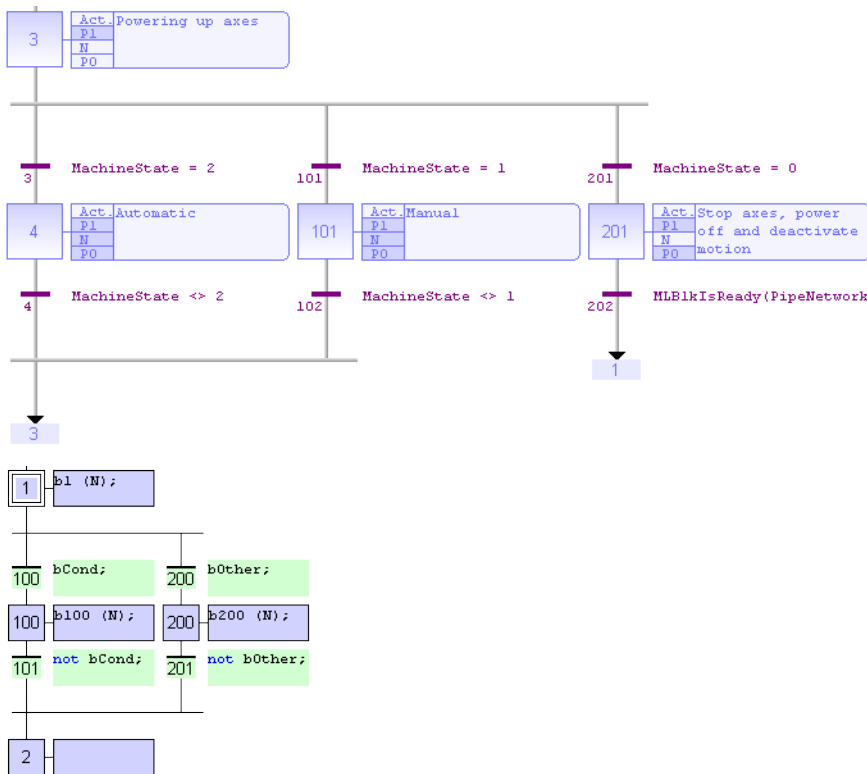 Act. Powering up axes
3
P1
N
P0
3 MachineState = 2
101 MachineState = 1
201 MachineState = 0
Act. Automatic
4
P1
N
P0
Act. Manual
101
P1
N
P0
Act. Stop axes, power
201
P1 off and deactivate
N motion
P0
4 MachineState <> 2
102 MachineState <> 1
202 MLBlkIsReady(PipeNetwork
1
3
1 b1 (N);
100 bCond;
200 bOther;
100 b100 (N);
200 b200 (N);
101 not bCond;
201 not bOther;
2